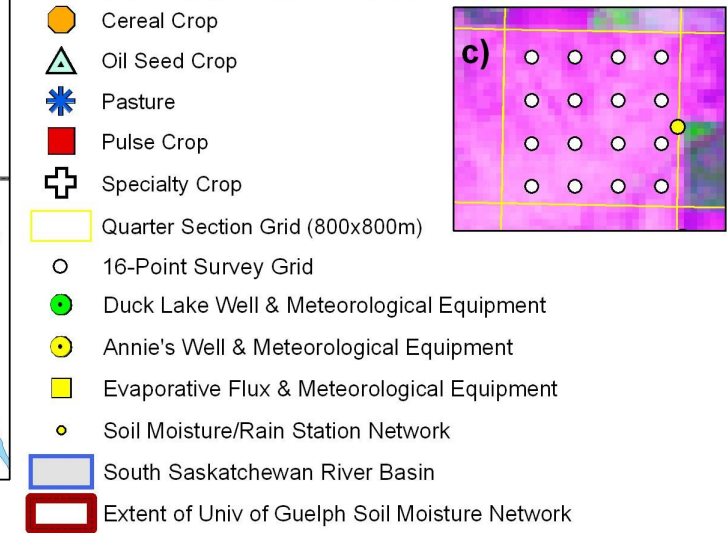 Cereal Crop
Oil Seed Crop
Pasture
Pulse Crop
Specialty Crop
Quarter Section Grid (800x800m)
16-Point Survey Grid
Duck Lake Well & Meteorological Equipment
Annie's Well & Meteorological Equipment
Evaporative Flux & Meteorological Equipment
Soil Moisture/Rain Station Network
South Saskatchewan River Basin
Extent of Univ of Guelph Soil Moisture Network
c)